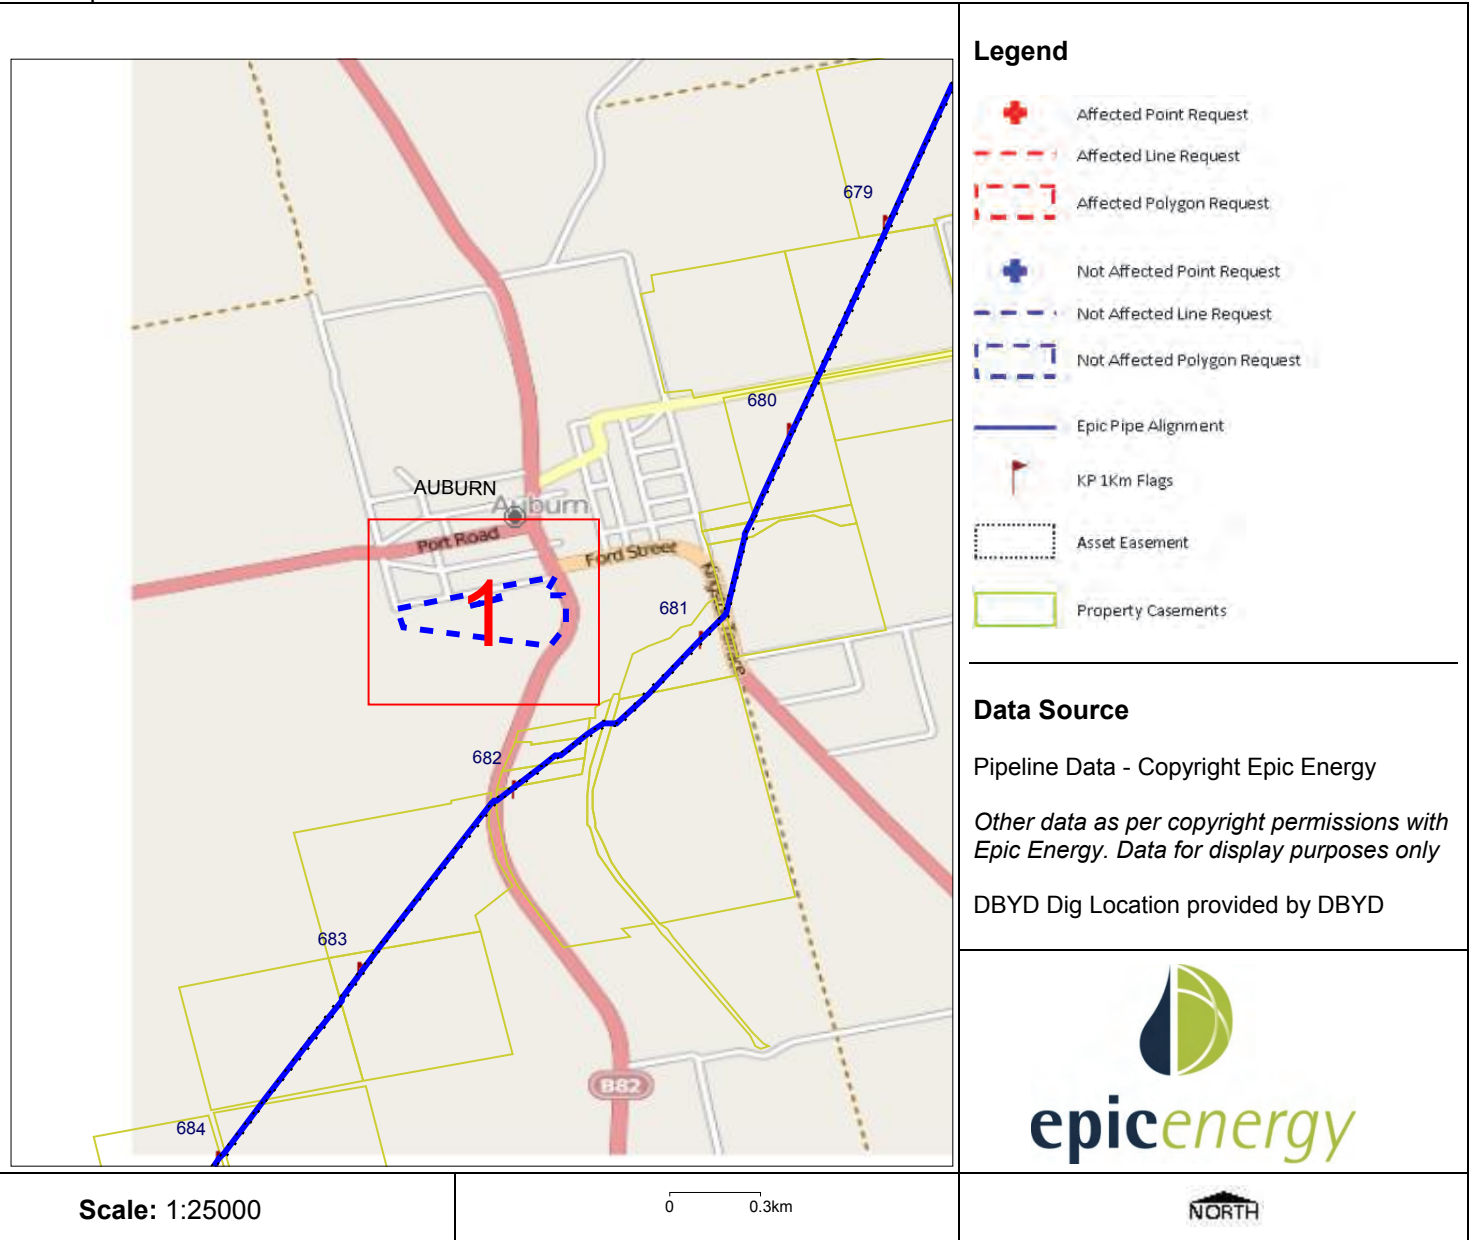 679
680
AUBURN
Auburn
Port Road
Ford Street
681
1
682
683
B82
684
Legend
Affected Point Request
Affected Line Request
Affected Polygon Request
Not Affected Point Request
Not Affected Line Request
Not Affected Polygon Request
Epic Pipe Alignment
KP 1Km Flags
Asset Easement
Property Casements
Data Source
Pipeline Data - Copyright Epic Energy
Other data as per copyright permissions with
Epic Energy. Data for display purposes only
DBYD Dig Location provided by DBYD
epicenergy
Scale: 1:25000
0 0.3km
NORTH